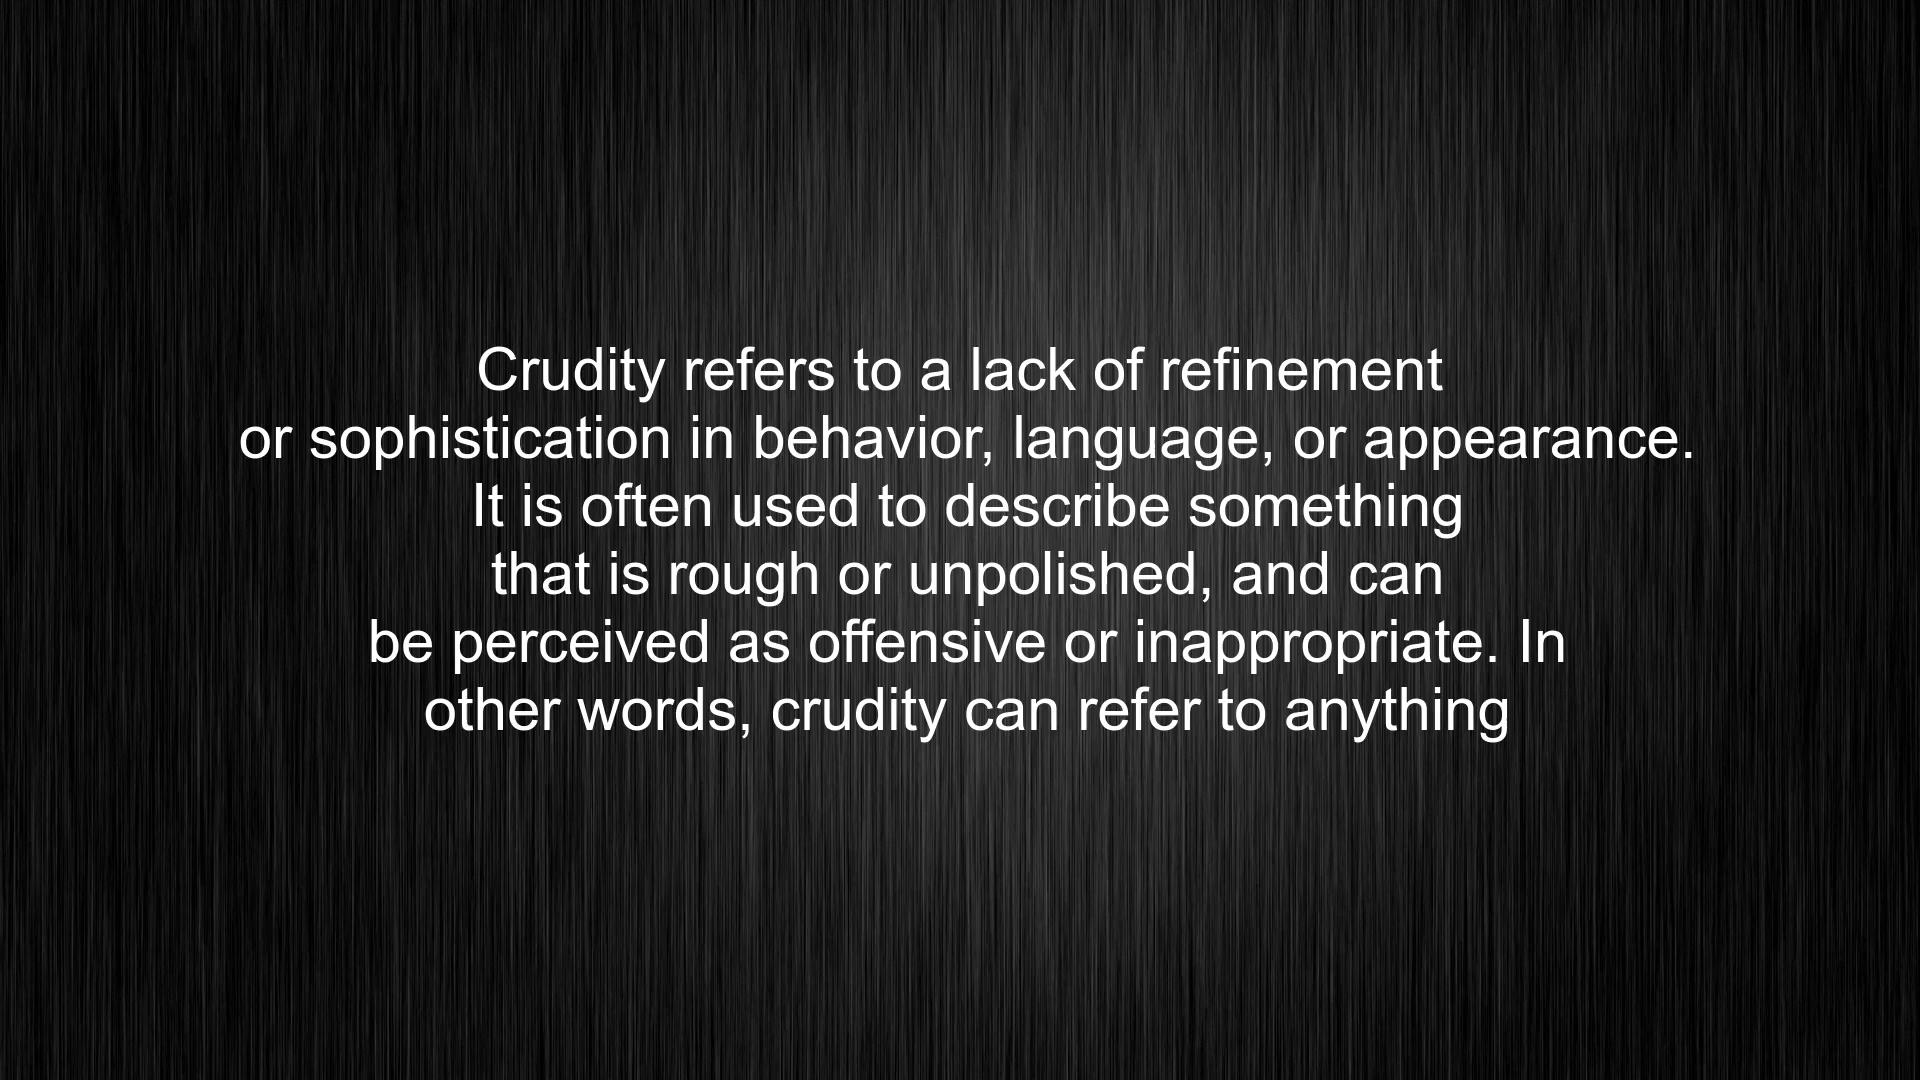 Crudity refers to a lack of refinement
or sophistication in behavior, language, or appearance.
It is often used to describe something
that is rough or unpolished, and can
be perceived as offensive or inappropriate. In
other words, crudity can refer to anything